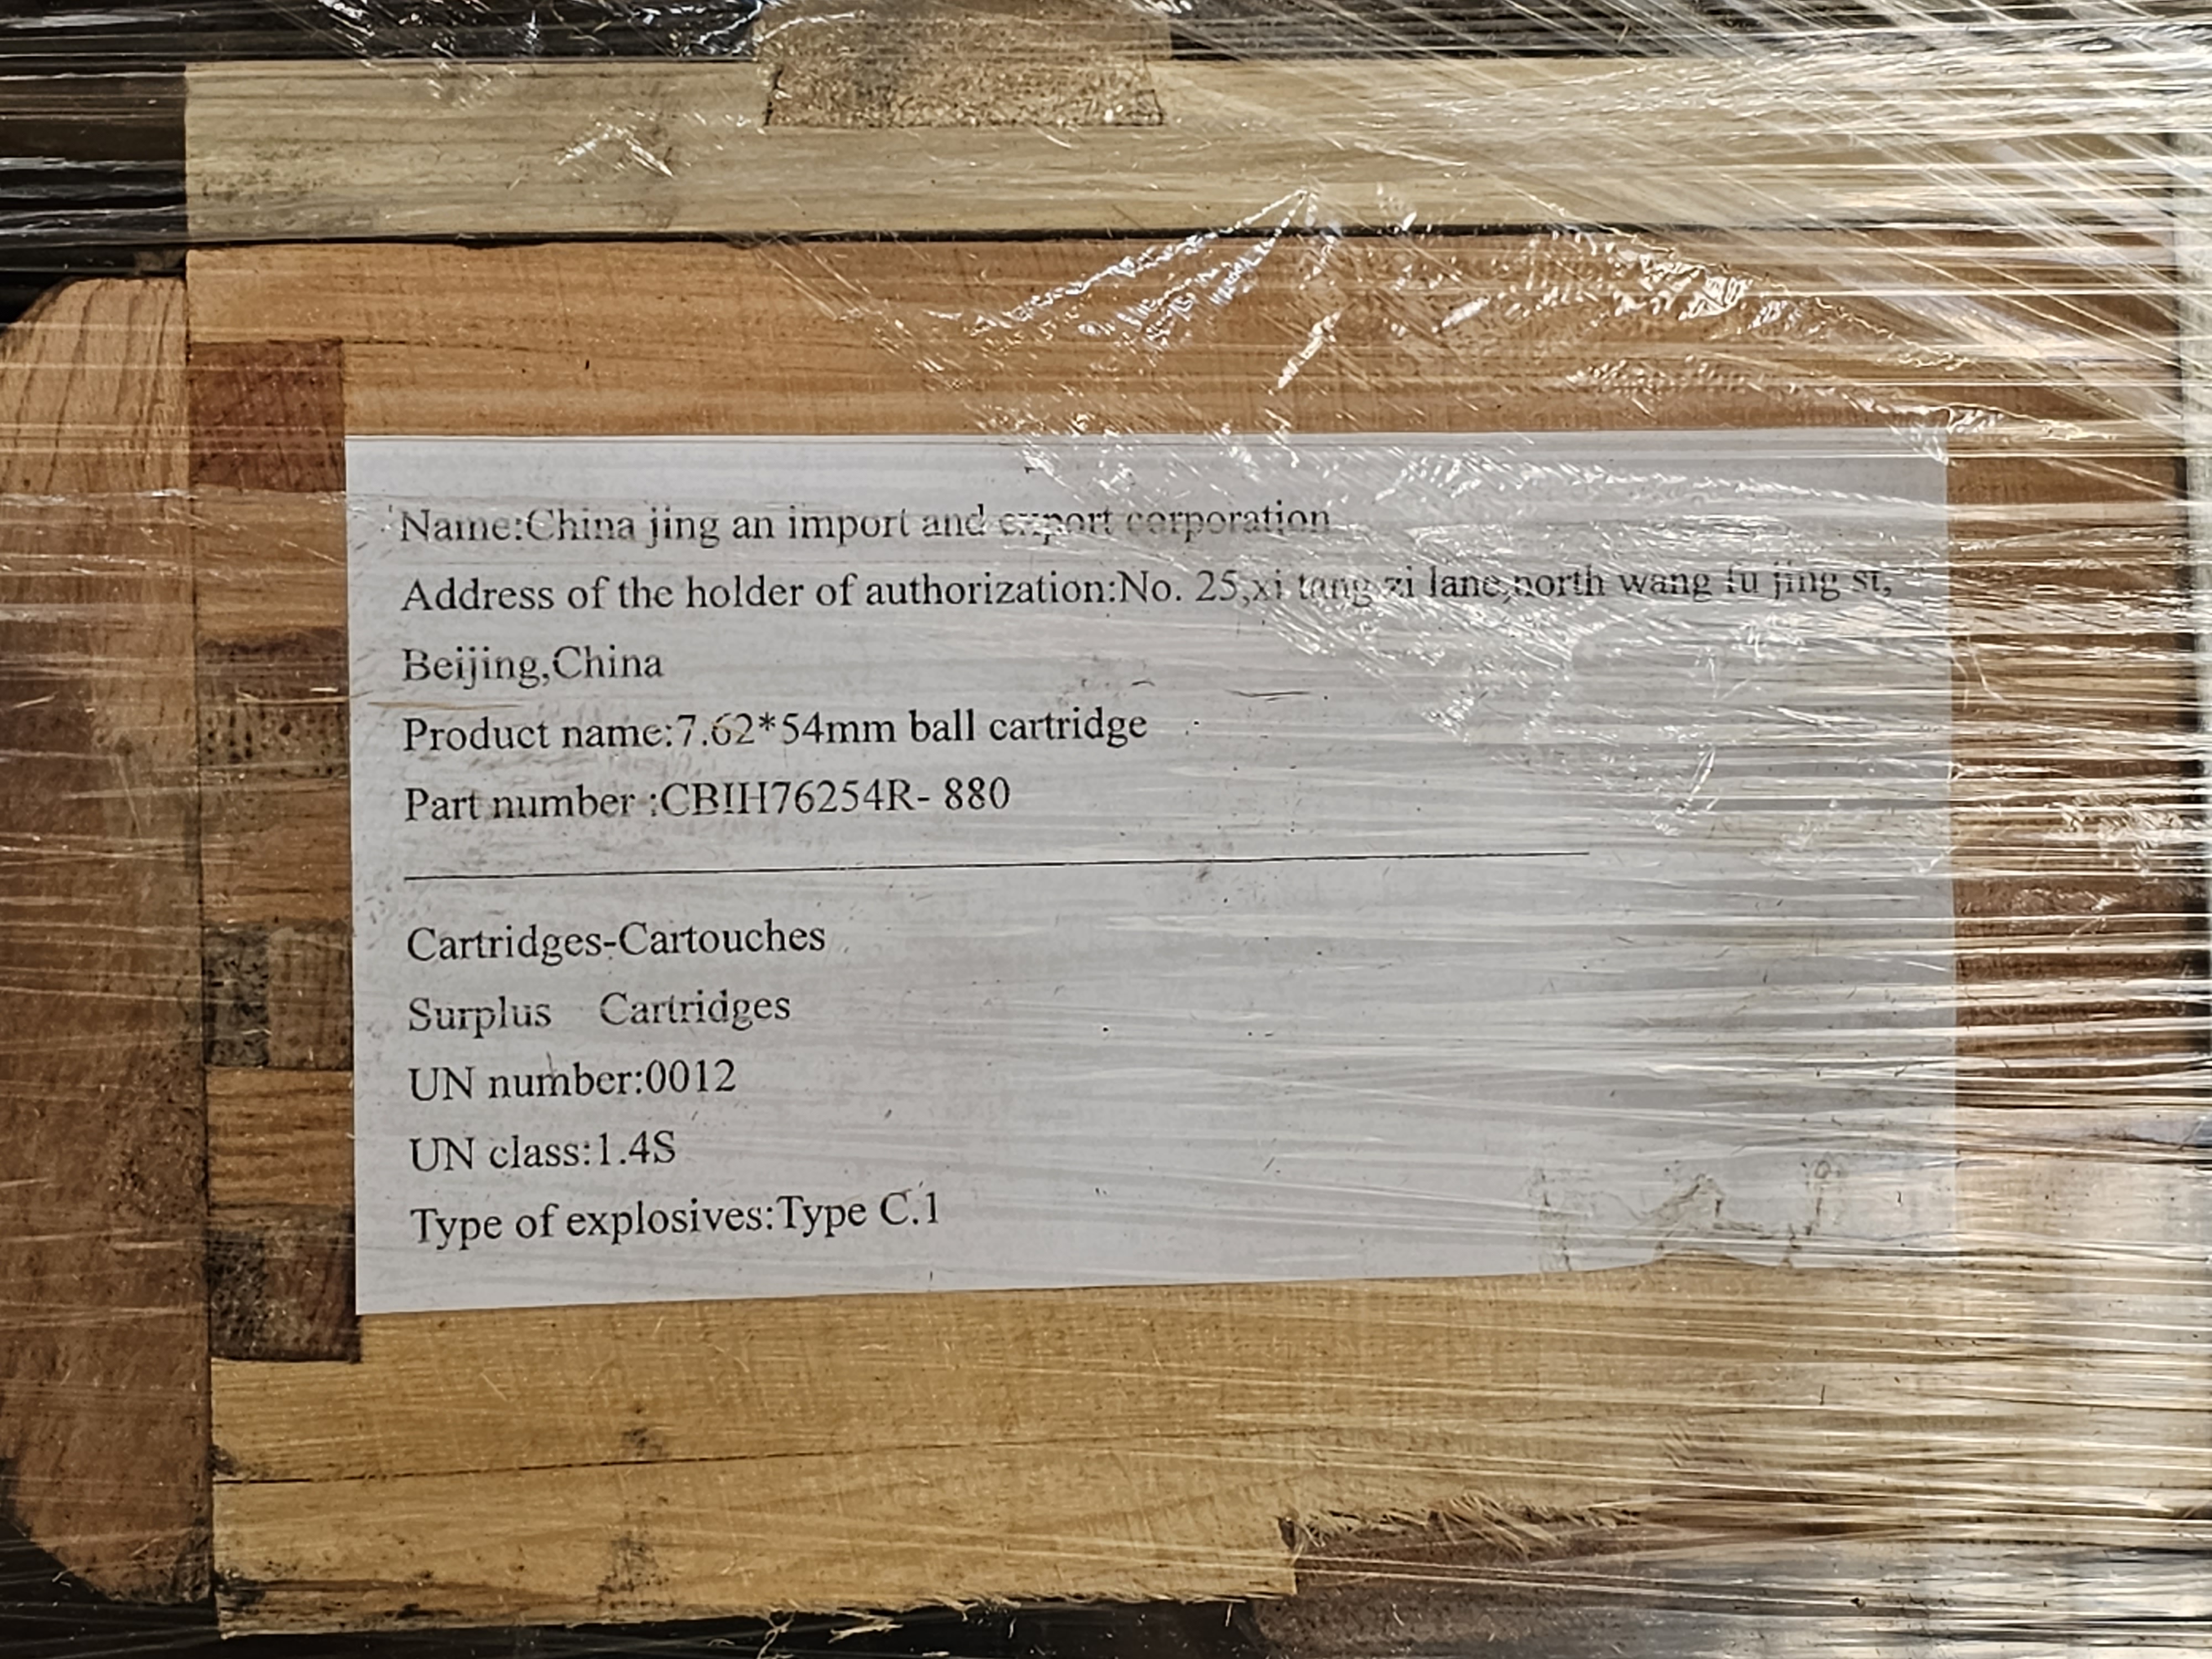 Name:China jing an import and export corporation
Address of the holder of authorization:No. 25,xi tang zi lane,north wang fu jing st,
Beijing,China
Product name:7.62*54mm ball cartridge
Part number :CBIH76254R- 880
Cartridges-Cartouches
Surplus Cartridges
UN number:0012
UN class:1.4S
Type of explosives:Type C.1